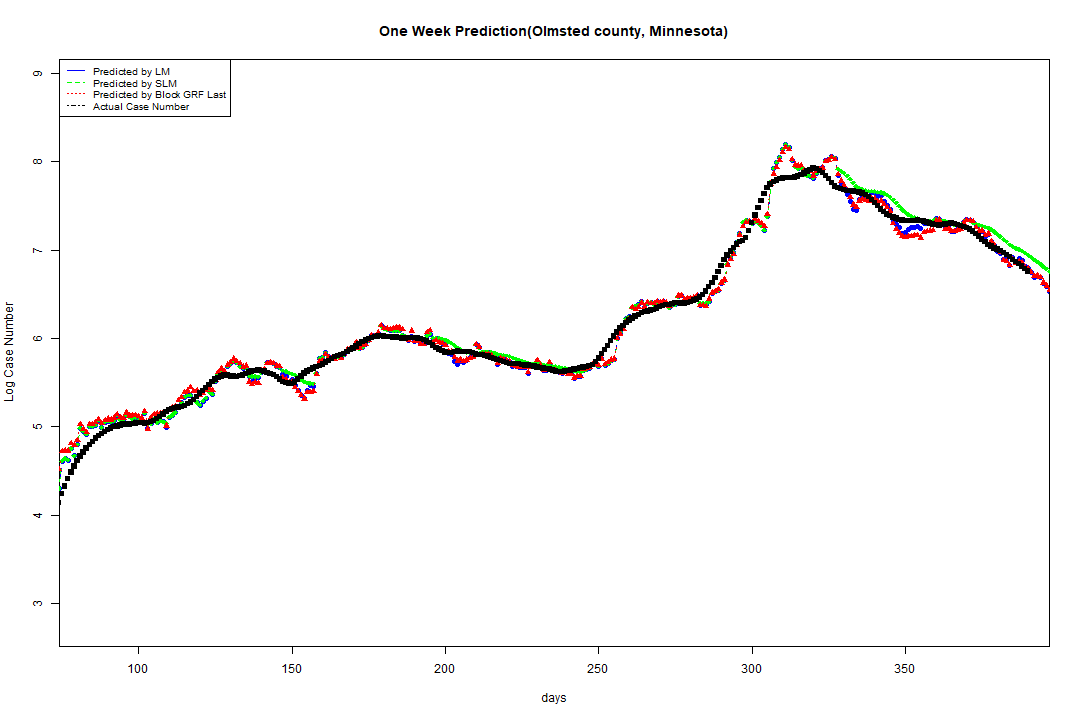 One Week Prediction(Olmsted county, Minnesota)
Predicted by LM
Predicted by SLM
Predicted by Block GRF Last
Actual Case Number
9
8
7
6
5
4
3
Log Case Number
100 150 200 250 300 350
days